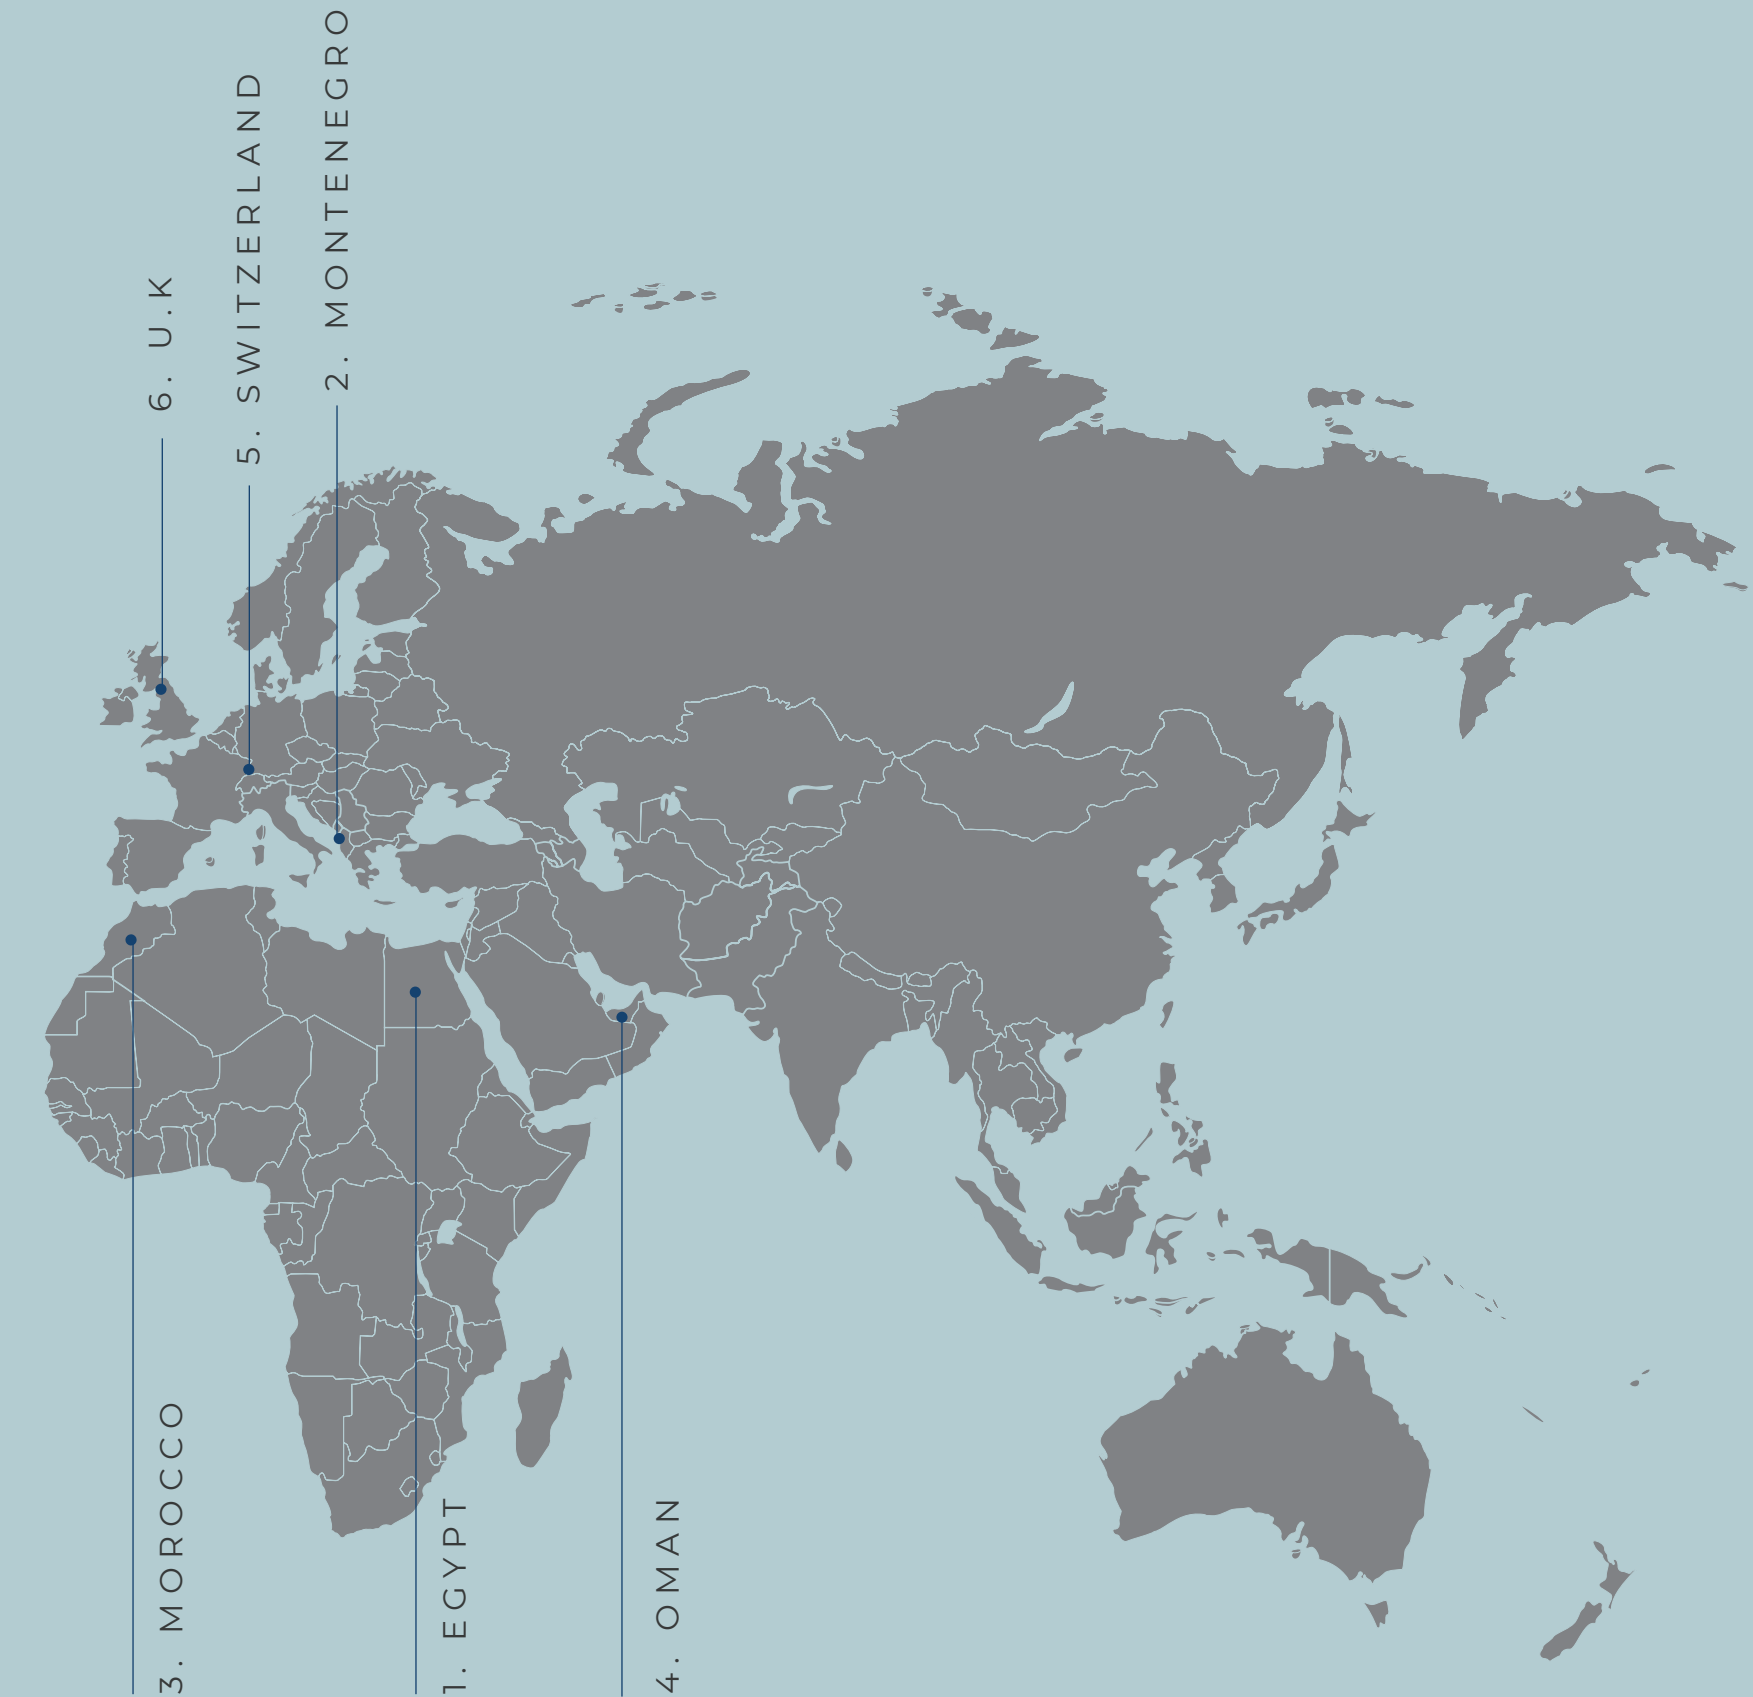 6. U.K
5. SWITZERLAND
2. MONTENEGRO
3. MOROCCO
1. EGYPT
4. OMAN